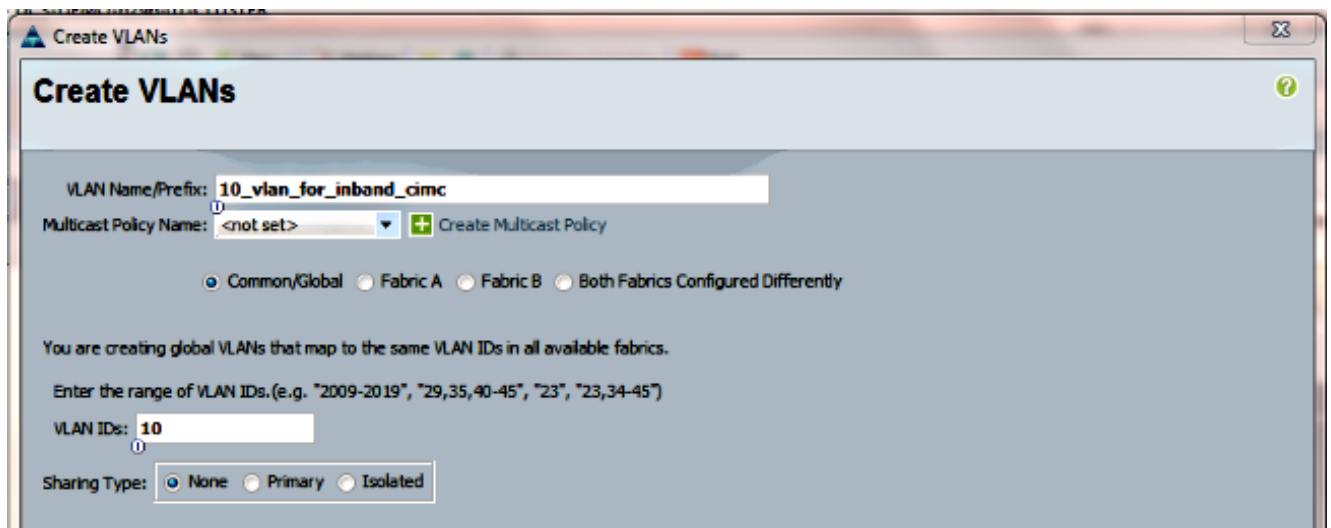 Create VLANs
Create VLANs
VLAN Name/Prefix: 10_vlan_for_inband_cimc
Multicast Policy Name: <not set> Create Multicast Policy
Common/Global Fabric A Fabric B Both Fabrics Configured Differently
You are creating global VLANs that map to the same VLAN IDs in all available fabrics.
Enter the range of VLAN IDs.(e.g. "2009-2019", "29,35,40-45", "23", "23,34-45")
VLAN IDs: 10
Sharing Type: None Primary Isolated